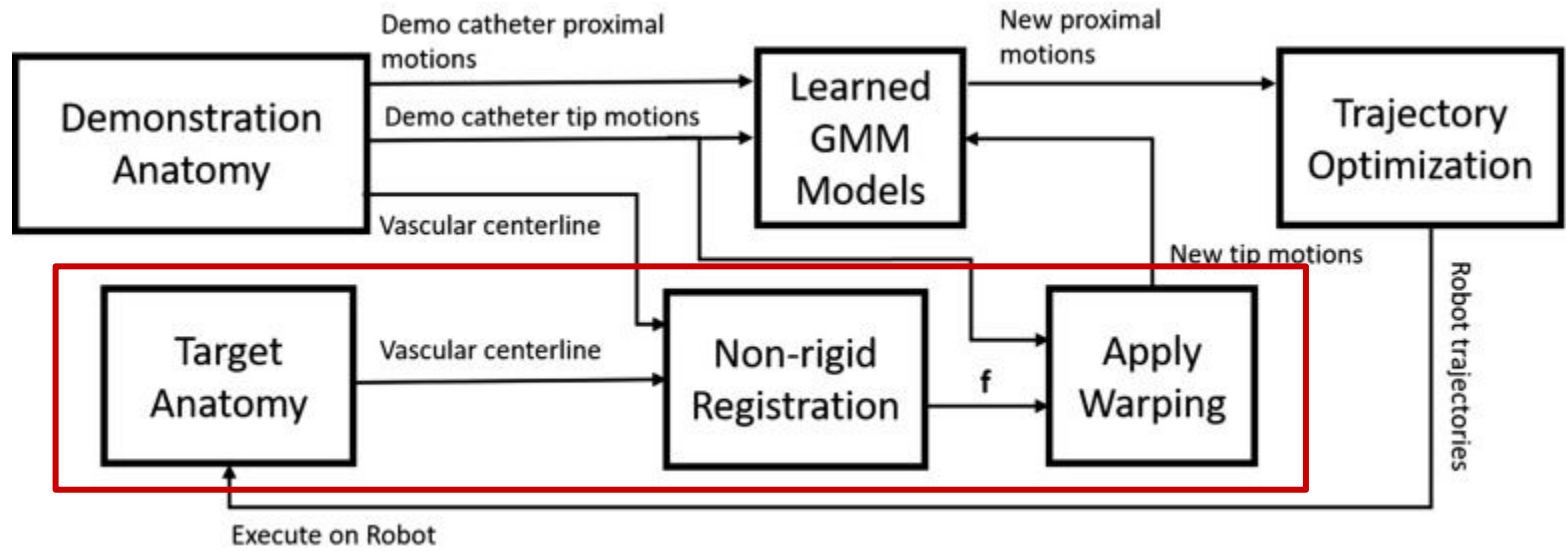 Demo catheter proximal
motions
New proximal
motions
Demonstration
Anatomy
Demo catheter tip motions
Vascular centerline
Learned
GMM
Models
Trajectory
Optimization
New tip motions
Robot trajectories
Target
Anatomy
Vascular centerline
Non-rigid
Registration
f
Apply
Warping
Execute on Robot